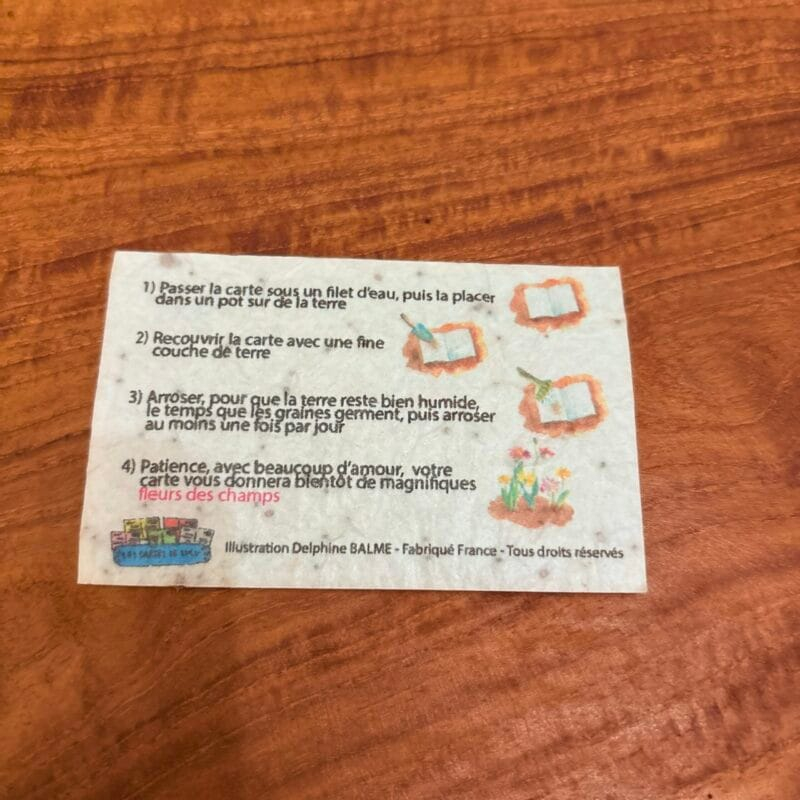 1) Passer la carte sous un filet d'eau, puis la placer
dans un pot sur de la terre
2) Recouvrir la carte avec une fine
couche de terre
3) Arroser, pour que la terre reste bien humide,
le temps que les graines germent, puis arroser
au moins une fois par jour
4) Patience, avec beaucoup d'amour, votre
carte vous donnera bientôt de magnifiques
fleurs des champs
Illustration Delphine BALME - Fabriqué France - Tous droits réservés